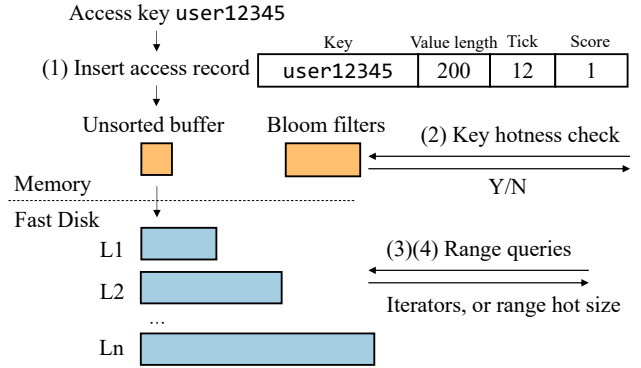 Access key user12345
Key Value length Tick Score
(1) Insert access record user12345 200 12 1
Unsorted buffer Bloom filters
(2) Key hotness check
Y/N
Memory
Fast Disk
L1
(3)(4) Range queries
L2
Iterators, or range hot size
...
Ln